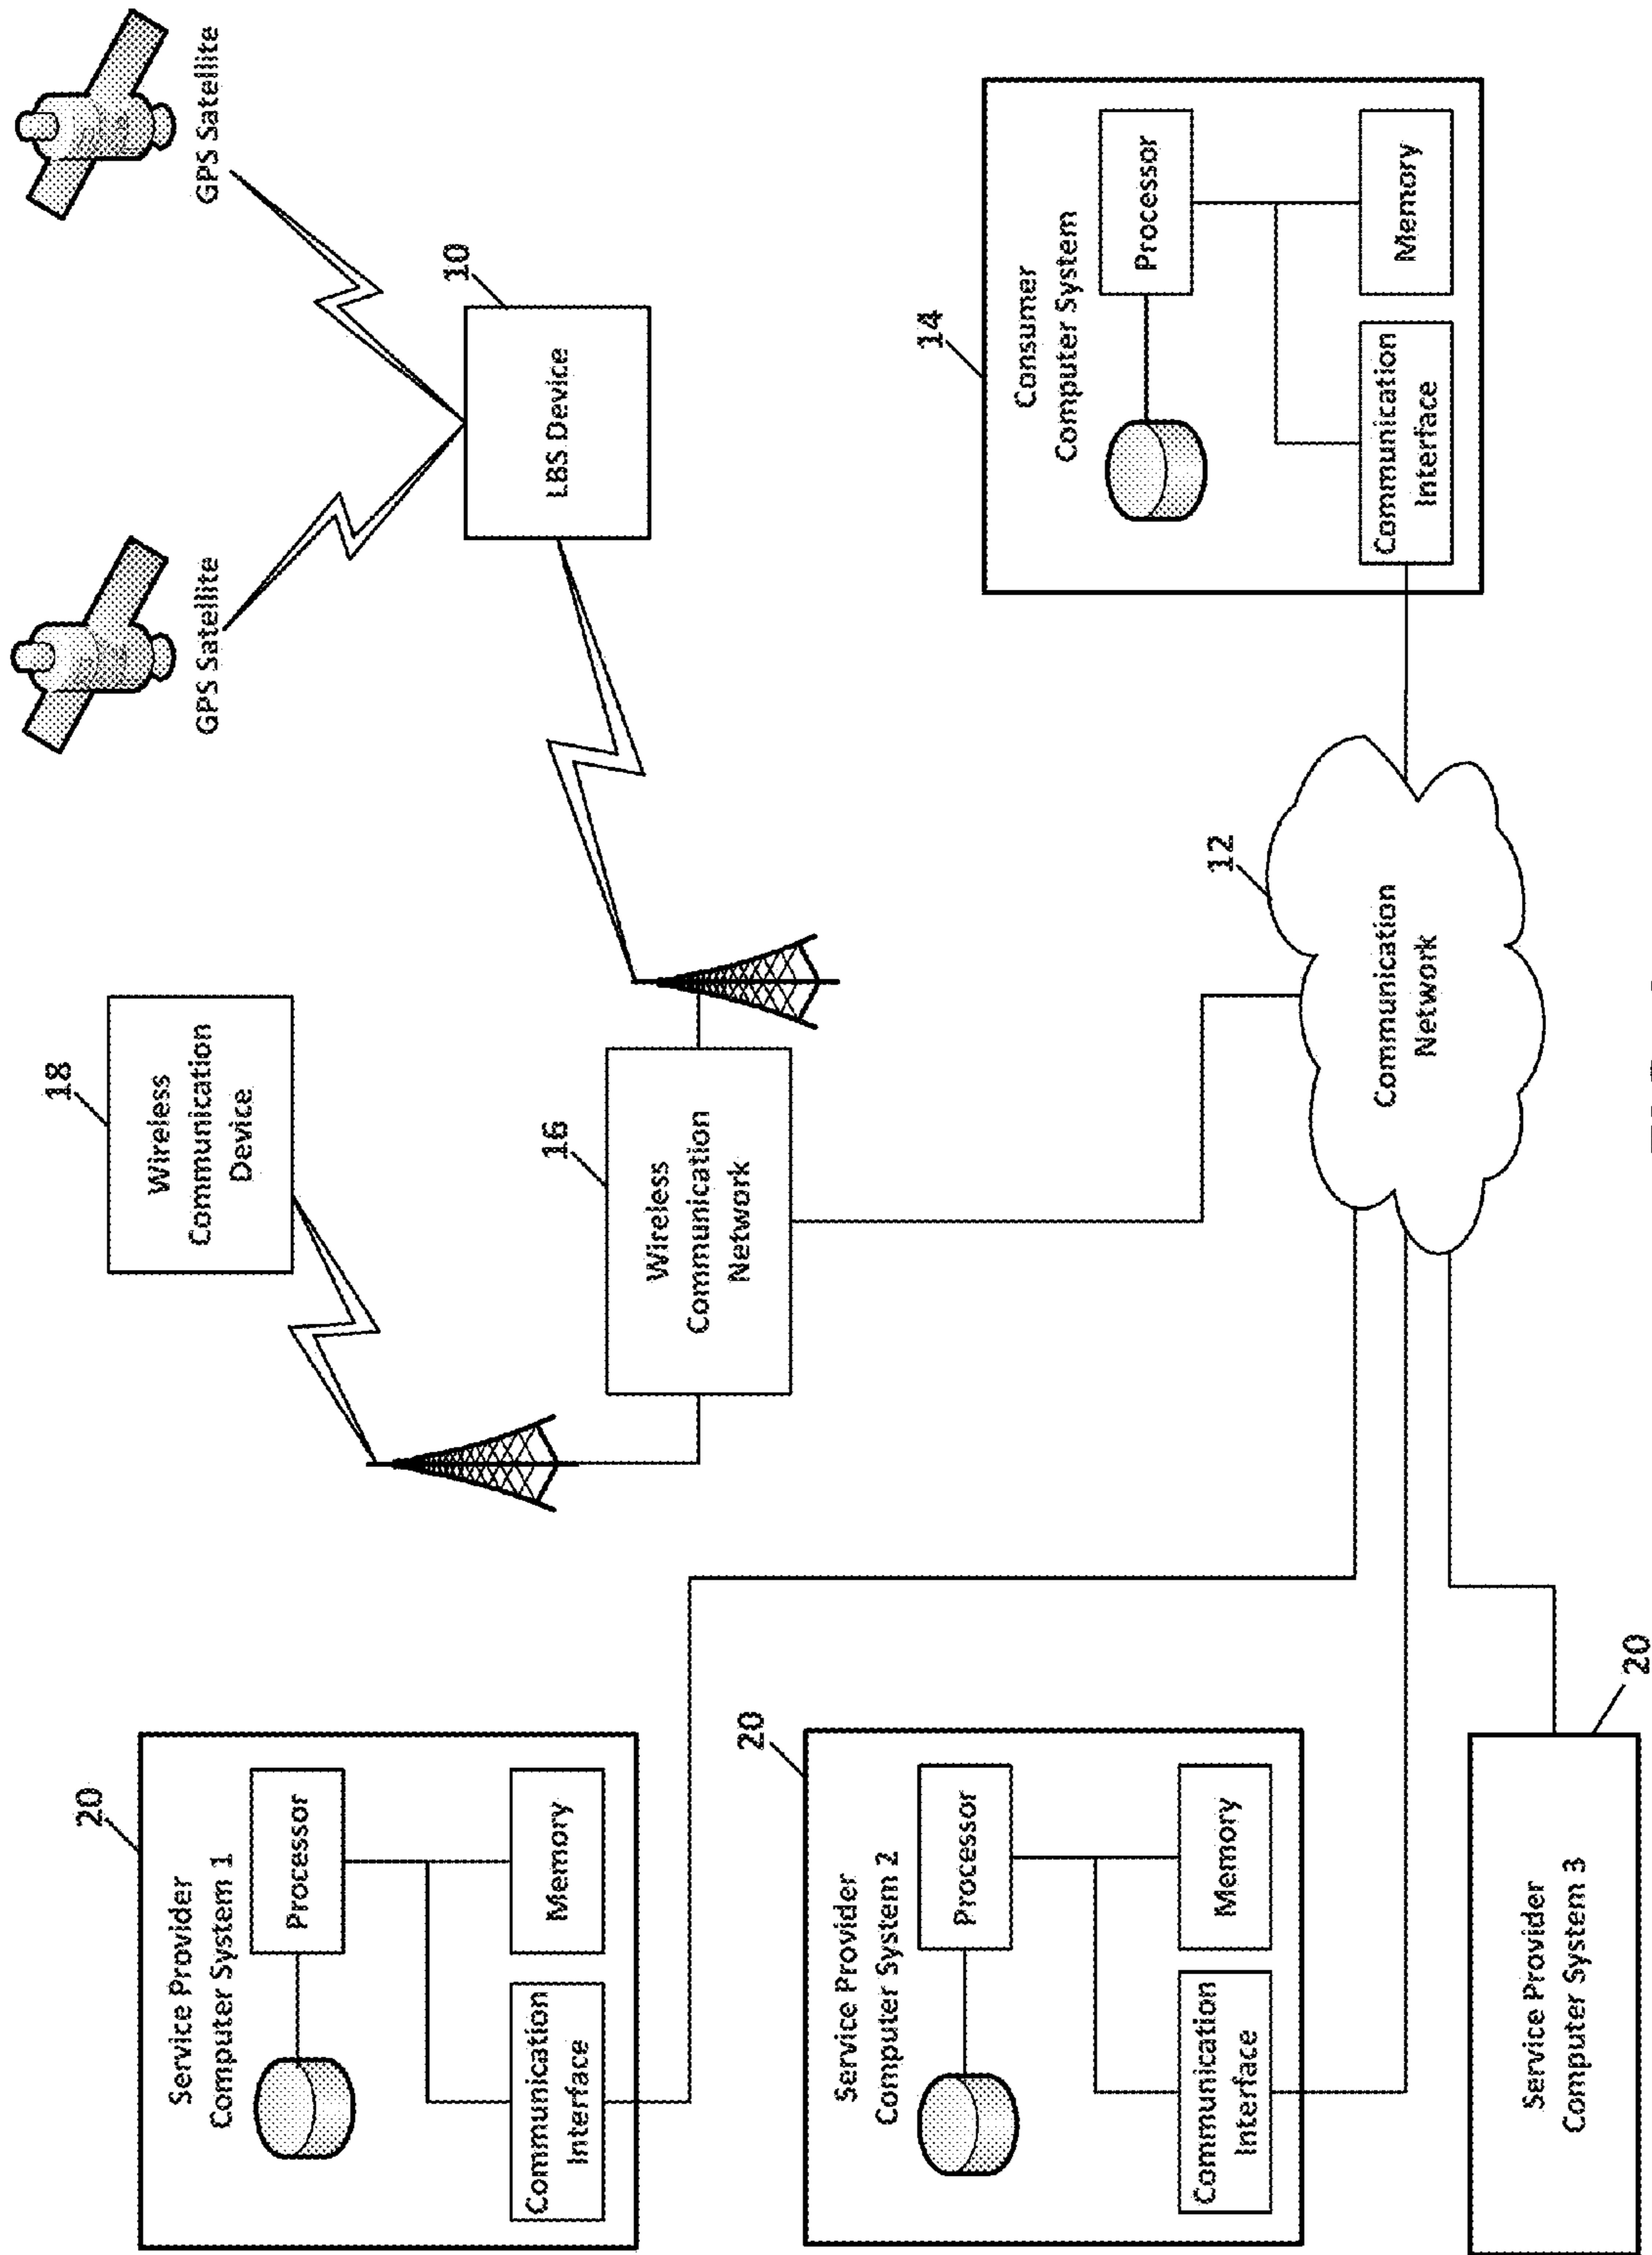 20
Service Provider
Computer System 1
Processor
Communication
Interface
Memory
18
Wireless
Communication
Device
GPS Satellite
GPS Satellite
10
LBS Device
16
Wireless
Communication
Network
20
Service Provider
Computer System 2
Processor
Communication
Interface
Memory
14
Consumer
Computer System
Processor
Communication
Interface
Memory
12
Communication
Network
Service Provider
Computer System 3
20